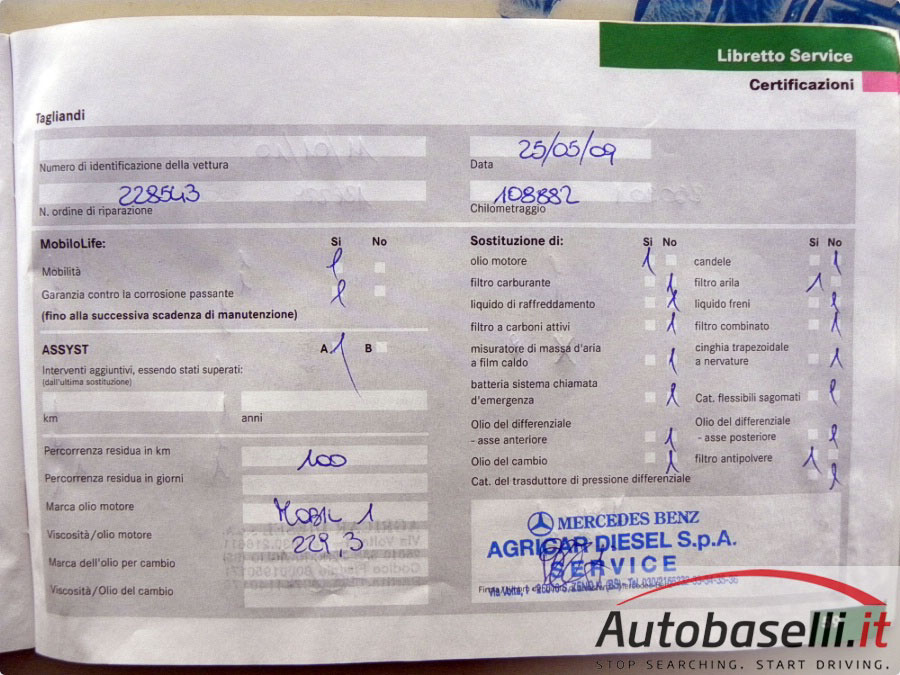 Libretto Service
Certificazioni
Tagliandi
Numero di identificazione della vettura
228543
N. ordine di riparazione
25/05/09
Data
108882
Chilometraggio
MobiloLife: Si No
Mobilità
Garanzia contro la corrosione passante
(fino alla successiva scadenza di manutenzione)
ASSYST A B
Interventi aggiuntivi, essendo stati superati:
(dall'ultima sostituzione)
km anni
Percorrenza residua in km
100
Percorrenza residua in giorni
Marca olio motore
MOBIL 1
Viscosità/olio motore
229,3
Marca dell'olio per cambio
Viscosità/Olio del cambio
Sostituzione di: Si No Si No
olio motore candele
filtro carburante filtro arila
liquido di raffreddamento liquido freni
filtro a carboni attivi filtro combinato
misuratore di massa d'aria cinghia trapezoidale
a film caldo a nervature
batteria sistema chiamata
d'emergenza Cat. flessibili sagomati
Olio del differenziale Olio del differenziale
- asse anteriore - asse posteriore
Olio del cambio filtro antipolvere
Cat. del trasduttore di pressione differenziale
MERCEDES BENZ
AGRICAR DIESEL S.p.A.
SERVICE
Autobaselli.it
STOP SEARCHING. START DRIVING.